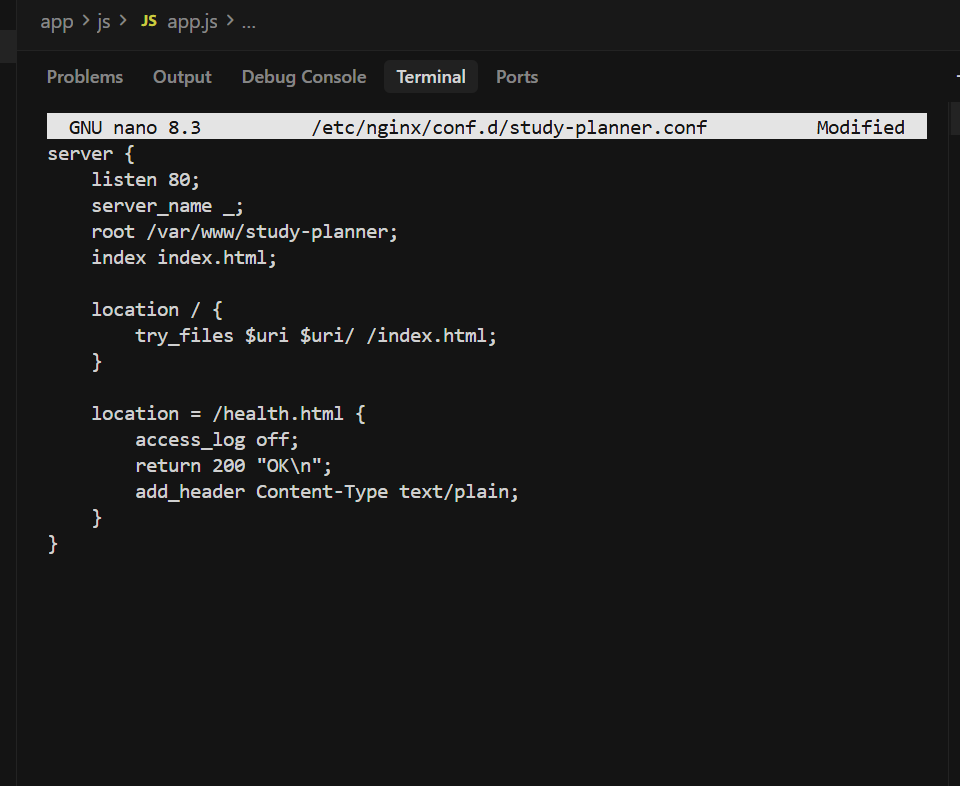 app > js > JS app.js > ...
Problems Output Debug Console Terminal Ports
GNU nano 8.3 /etc/nginx/conf.d/study-planner.conf Modified
server {
    listen 80;
    server_name _;
    root /var/www/study-planner;
    index index.html;

    location / {
        try_files $uri $uri/ /index.html;
    }

    location = /health.html {
        access_log off;
        return 200 "OK\n";
        add_header Content-Type text/plain;
    }
}